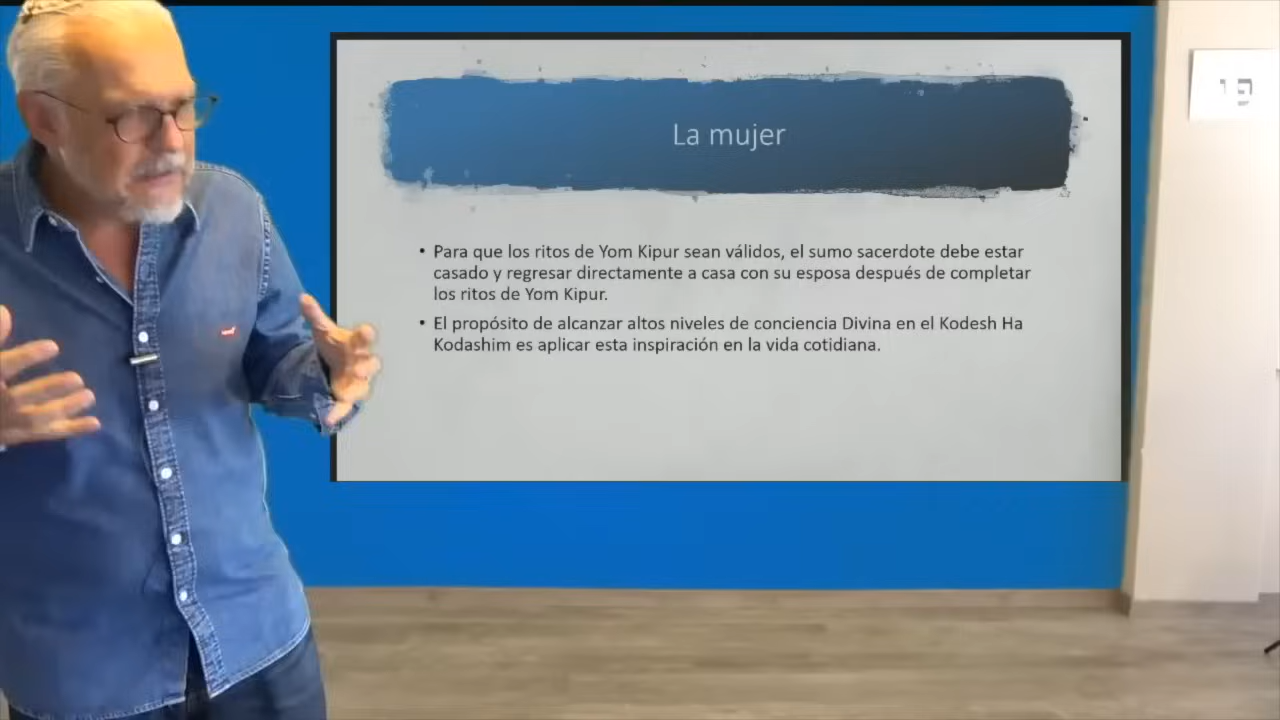 La mujer
• Para que los ritos de Yom Kipur sean válidos, el sumo sacerdote debe estar
casado y regresar directamente a casa con su esposa después de completar
los ritos de Yom Kipur.
• El propósito de alcanzar altos niveles de conciencia Divina en el Kodesh Ha
Kodashim es aplicar esta inspiración en la vida cotidiana.